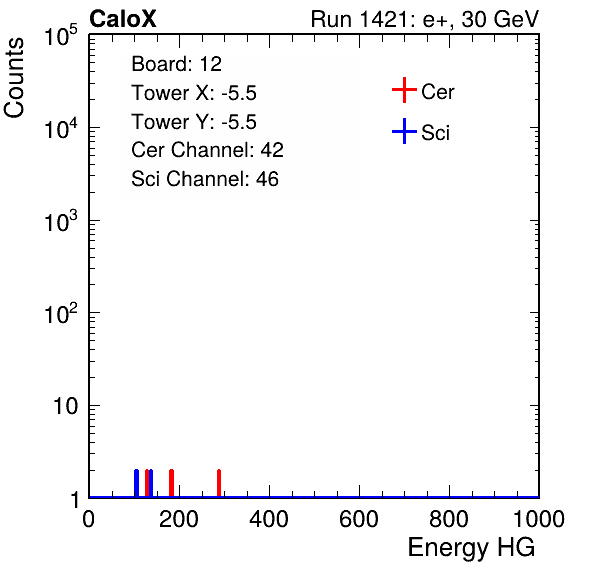 CaloX Run 1421: e+, 30 GeV
Counts
Board: 12
Tower X: -5.5
Tower Y: -5.5
Cer Channel: 42
Sci Channel: 46
Cer
Sci
10^5
10^4
10^3
10^2
10
1
0 200 400 600 800 1000
Energy HG